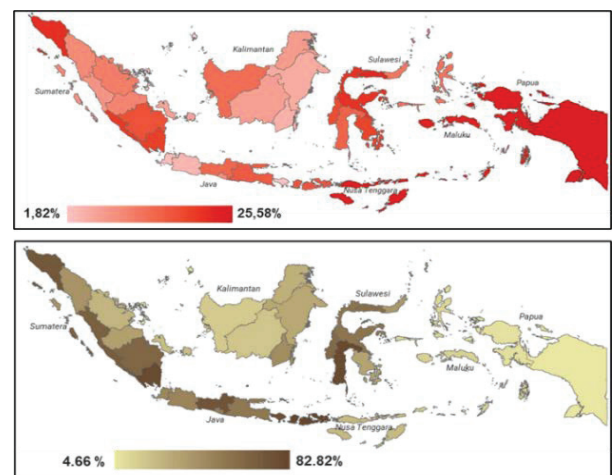 Kalimantan
Sulawesi
Sumatera
Papua
Maluku
Java
Nusa Tenggara
1,82% 25,58%
Kalimantan
Sulawesi
Sumatera
Papua
Maluku
Java
Nusa Tenggara
4.66 % 82.82%